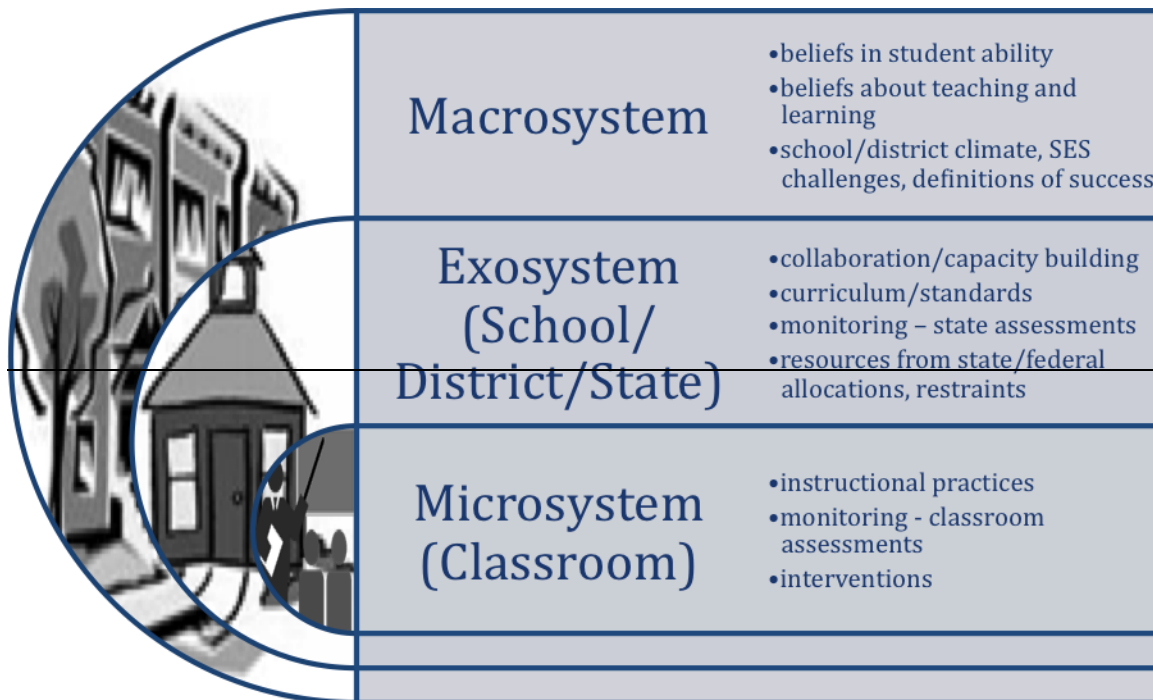 Macrosystem
•beliefs in student ability
•beliefs about teaching and
learning
•school/district climate, SES
challenges, definitions of success
Exosystem
(School/
District/State)
•collaboration/capacity building
•curriculum/standards
•monitoring – state assessments
•resources from state/federal
allocations, restraints
Microsystem
(Classroom)
•instructional practices
•monitoring - classroom
assessments
•interventions